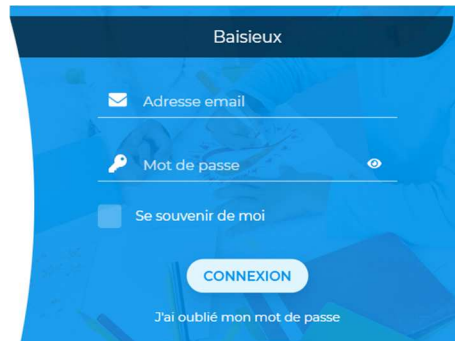 Baisieux
Adresse email
Mot de passe
Se souvenir de moi
CONNEXION
J'ai oublié mon mot de passe